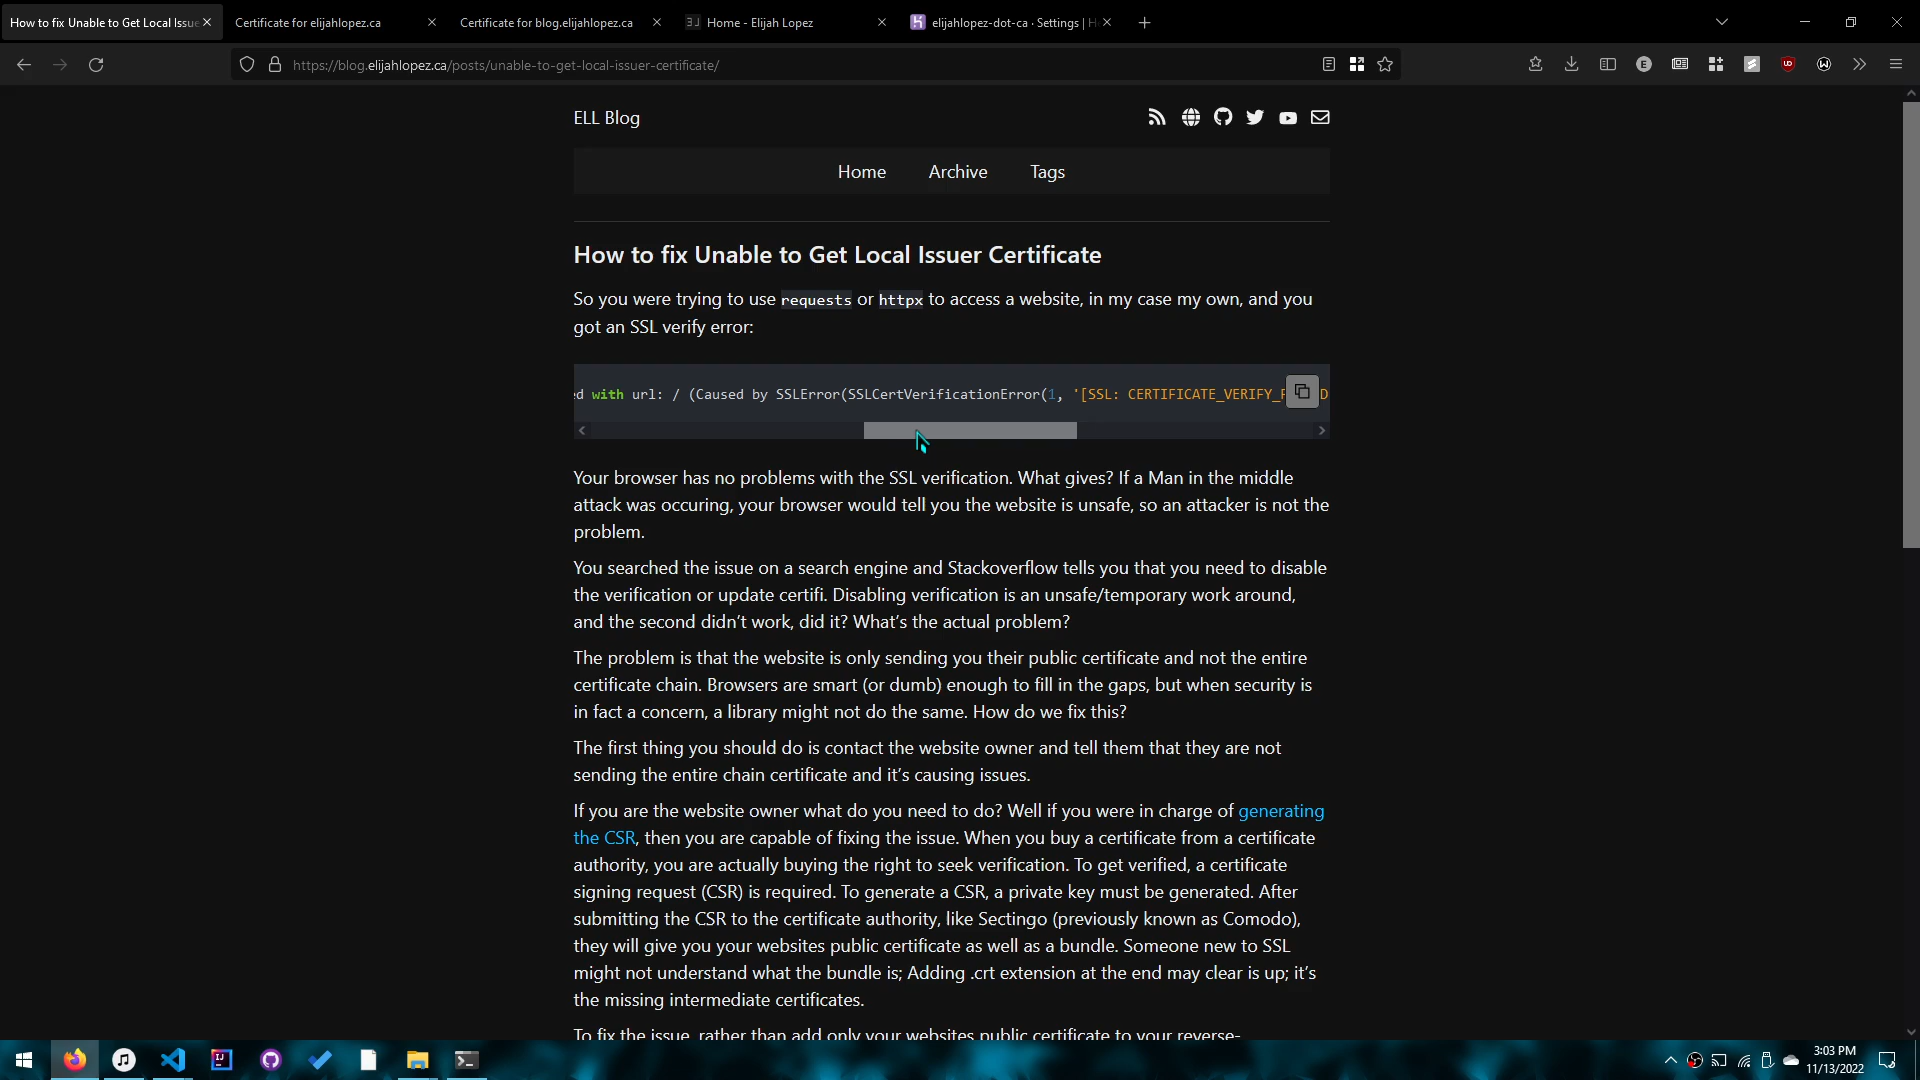 How to fix Unable to Get Local Issue
Certificate for elijahlopez.ca
Certificate for blog.elijahlopez.ca
Home - Elijah Lopez
elijahlopez-dot-ca · Settings | H
https://blog.elijahlopez.ca/posts/unable-to-get-local-issuer-certificate/
ELL Blog
Home Archive Tags
How to fix Unable to Get Local Issuer Certificate
So you were trying to use requests or httpx to access a website, in my case my own, and you
got an SSL verify error:
ed with url: / (Caused by SSLError(SSLCertVerificationError(1, '[SSL: CERTIFICATE_VERIFY_
Your browser has no problems with the SSL verification. What gives? If a Man in the middle
attack was occuring, your browser would tell you the website is unsafe, so an attacker is not the
problem.
You searched the issue on a search engine and Stackoverflow tells you that you need to disable
the verification or update certifi. Disabling verification is an unsafe/temporary work around,
and the second didn't work, did it? What's the actual problem?
The problem is that the website is only sending you their public certificate and not the entire
certificate chain. Browsers are smart (or dumb) enough to fill in the gaps, but when security is
in fact a concern, a library might not do the same. How do we fix this?
The first thing you should do is contact the website owner and tell them that they are not
sending the entire chain certificate and it's causing issues.
If you are the website owner what do you need to do? Well if you were in charge of generating
the CSR, then you are capable of fixing the issue. When you buy a certificate from a certificate
authority, you are actually buying the right to seek verification. To get verified, a certificate
signing request (CSR) is required. To generate a CSR, a private key must be generated. After
submitting the CSR to the certificate authority, like Sectingo (previously known as Comodo),
they will give you your websites public certificate as well as a bundle. Someone new to SSL
might not understand what the bundle is; Adding .crt extension at the end may clear is up; it's
the missing intermediate certificates.
To fix the issue, rather than add only your websites public certificate to your reverse-
3:03 PM
11/13/2022